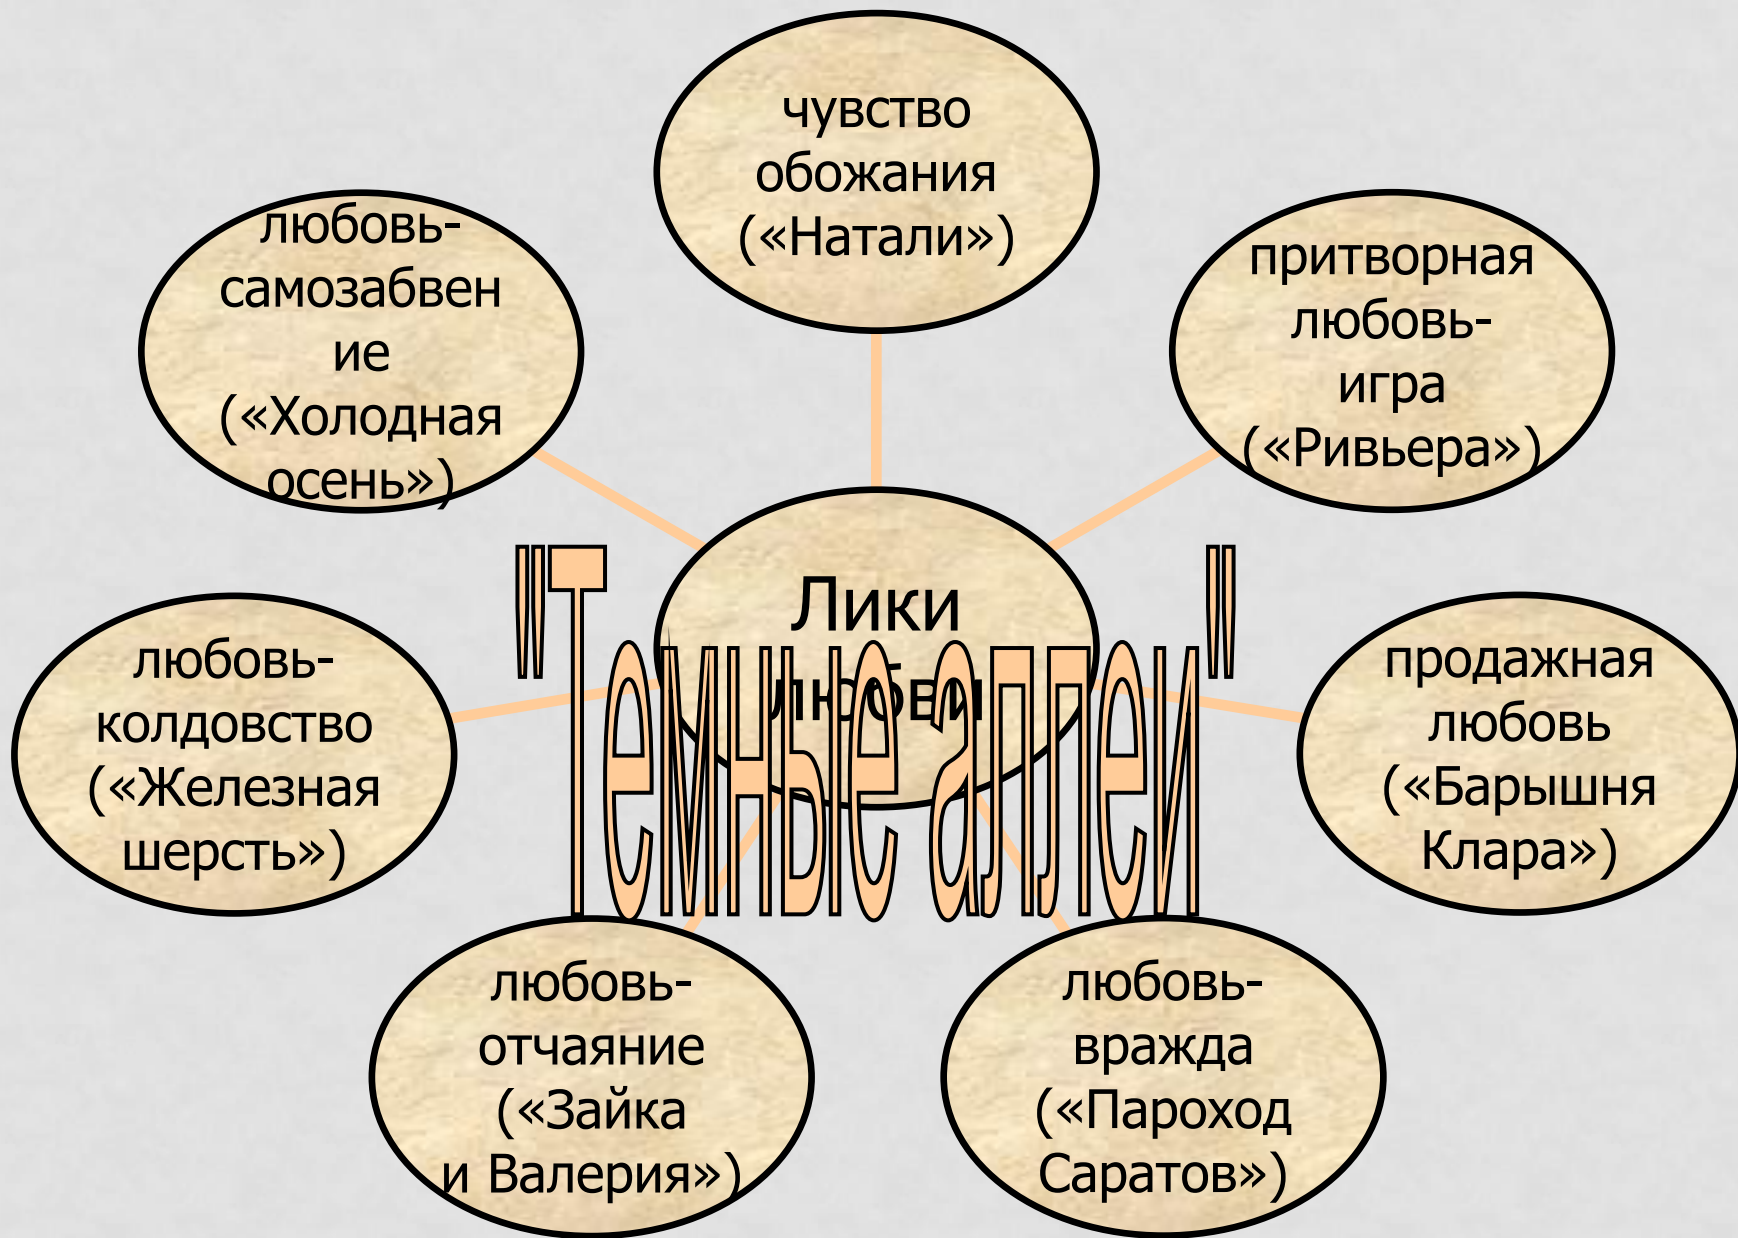 чувство
обожания
(«Натали»)
любовь-
самозабвен
ие
(«Холодная
осень»)
притворная
любовь-
игра
(«Ривьера»)
Лики
любви
"Темные аллеи"
любовь-
колдовство
(«Железная
шерсть»)
продажная
любовь
(«Барышня
Клара»)
любовь-
отчаяние
(«Зайка
и Валерия»)
любовь-
вражда
(«Пароход
Саратов»)